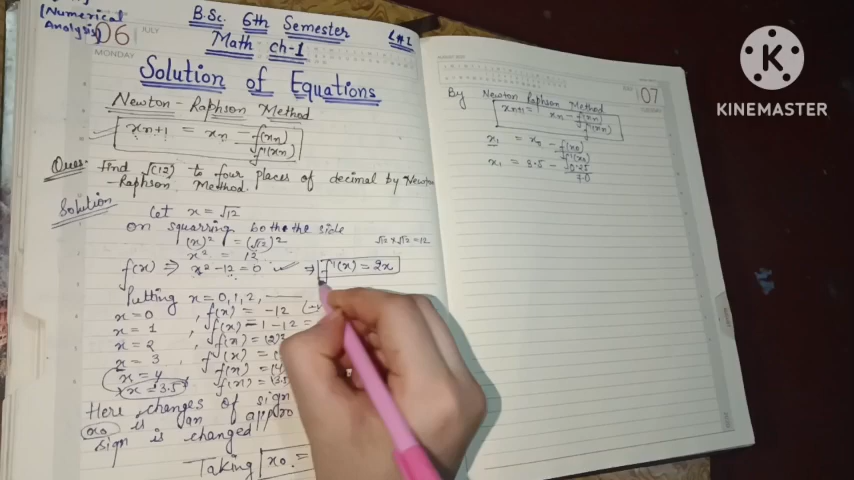 (Numerical
Analysis)
06
JULY
MONDAY
B.Sc. 6th Semester
Math ch-1
L#1
Solution of Equations
Newton-Raphson Method
xn+1 = xn - f(xn)
f'(xn)
Ques: Find √(12) to four places of decimal by Newton
-Raphson Method.
Solution
let x = √12
on squarring both the side
(x)² = (√12)²
√12 x √12 = 12
x² = 12
f(x) ⇒ x² - 12 = 0
⇒ f'(x) = 2x
Putting x = 0, 1, 2,
x = 0 , f(x) = -12
x = 1 , f(x) = 1 - 12 =
x = 2 , f(x) = (2)²
x = 3 , f(x) = (
x = 4 f(x) = (4)
x = 3.5 f(x) = (3.5)
Here, changes of sign
x0 is an appro
sign is changed
Taking x0 =
07
By Newton Raphson Method
xn+1 = xn - f(xn)
f'(xn)
x1 = - f(x0)
f'(x0)
x1 = 3.5 - 0.25
7.0
K
KINEMASTER